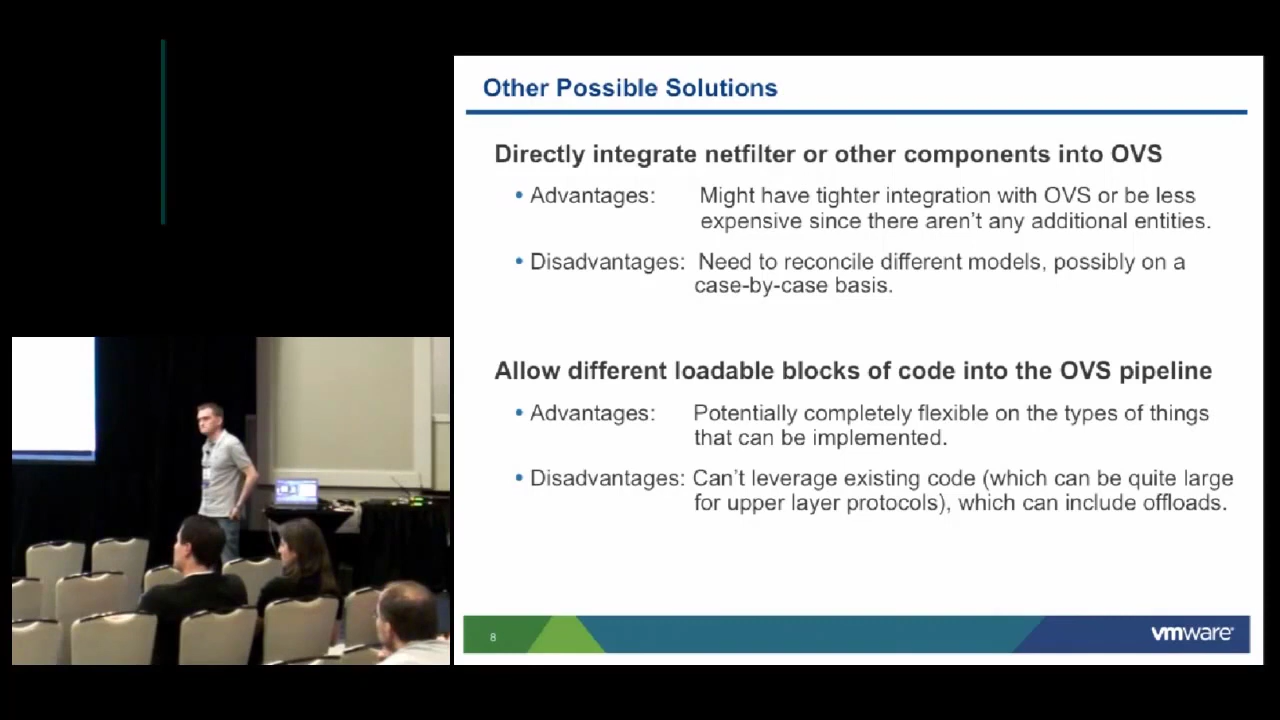 Other Possible Solutions
Directly integrate netfilter or other components into OVS
• Advantages: Might have tighter integration with OVS or be less
expensive since there aren't any additional entities.
• Disadvantages: Need to reconcile different models, possibly on a
case-by-case basis.
Allow different loadable blocks of code into the OVS pipeline
• Advantages: Potentially completely flexible on the types of things
that can be implemented.
• Disadvantages: Can't leverage existing code (which can be quite large
for upper layer protocols), which can include offloads.
8
vmware